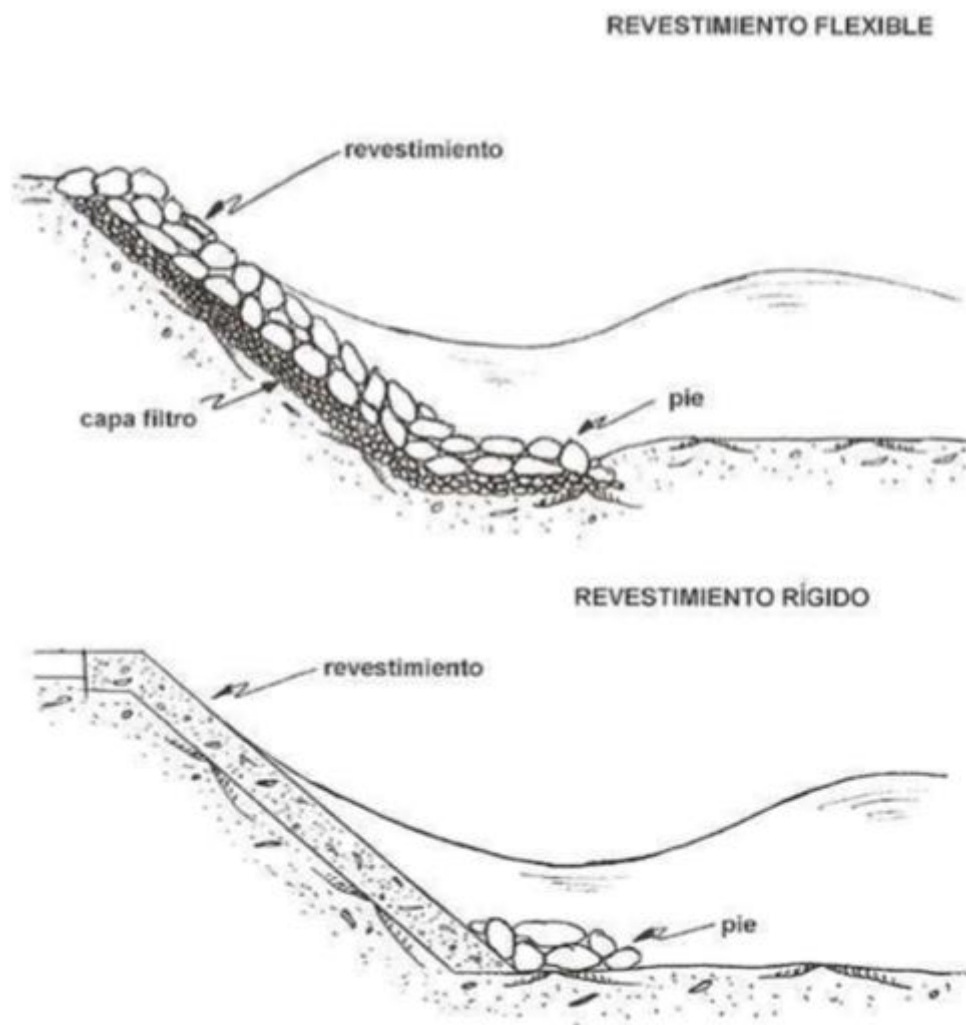 REVESTIMIENTO FLEXIBLE
revestimiento
capa filtro
pie
REVESTIMIENTO RÍGIDO
revestimiento
pie